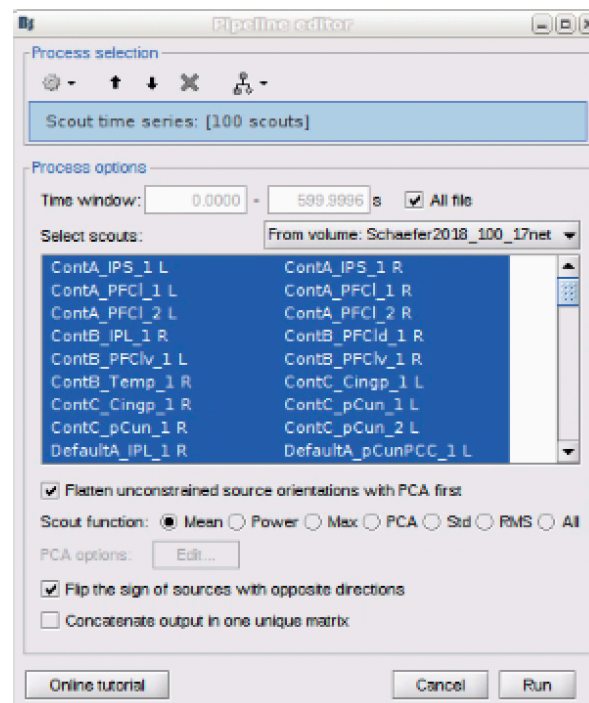 Pipeline editor
Process selection
Scout time series: [100 scouts]
Process options
Time window: 0.0000 - 599.9996 s All file
Select scouts: From volume: Schaefer2018_100_17net
ContA_IPS_1 L ContA_IPS_1 R
ContA_PFCl_1 L ContA_PFCl_1 R
ContA_PFCl_2 L ContA_PFCl_2 R
ContB_IPL_1 R ContB_PFCld_1 R
ContB_PFClv_1 L ContB_PFClv_1 R
ContB_Temp_1 R ContC_Cingp_1 L
ContC_Cingp_1 R ContC_pCun_1 L
ContC_pCun_1 R ContC_pCun_2 L
DefaultA_IPL_1 R DefaultA_pCunPCC_1 L
Flatten unconstrained source orientations with PCA first
Scout function: Mean Power Max PCA Std RMS All
PCA options: Edit...
Flip the sign of sources with opposite directions
Concatenate output in one unique matrix
Online tutorial Cancel Run